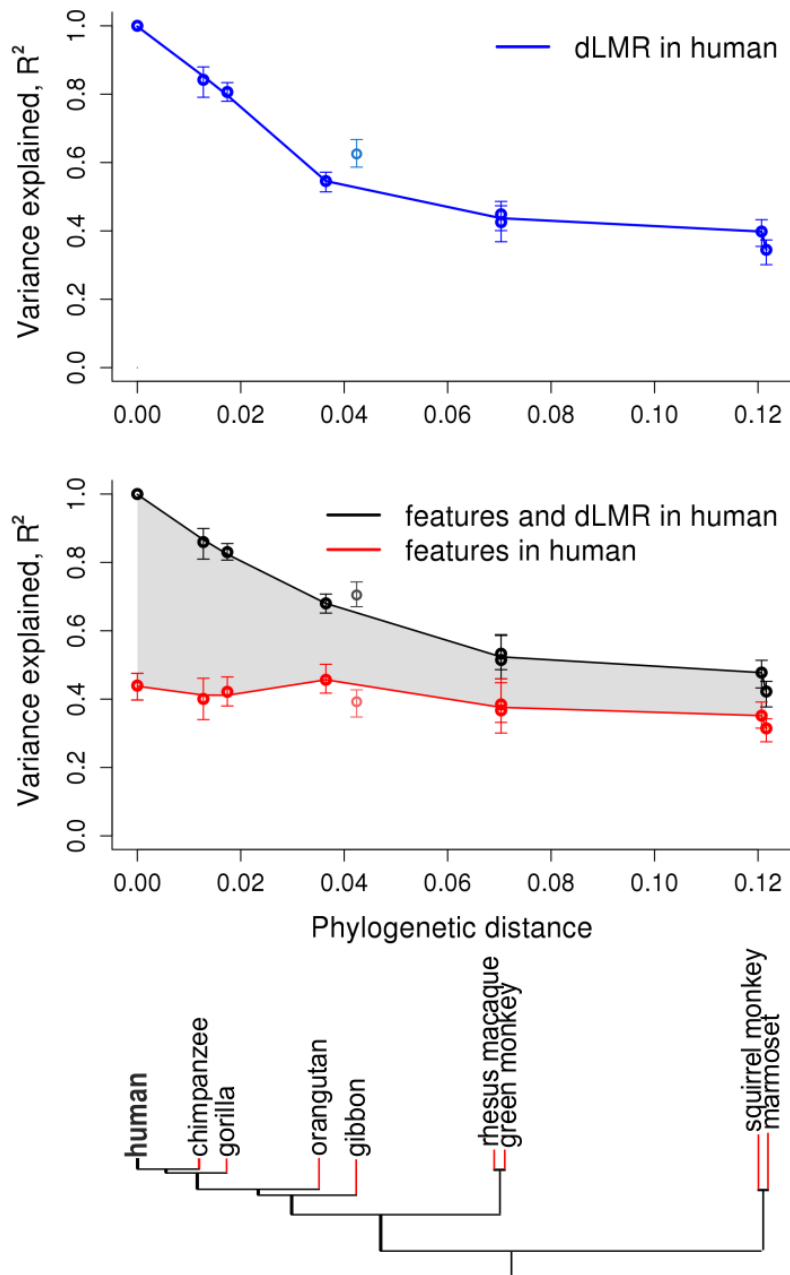 Variance explained, R²
1.0
0.8
0.6
0.4
0.2
0.0
dLMR in human
0.00 0.02 0.04 0.06 0.08 0.10 0.12
Variance explained, R²
1.0
0.8
0.6
0.4
0.2
0.0
features and dLMR in human
features in human
0.00 0.02 0.04 0.06 0.08 0.10 0.12
Phylogenetic distance
human
chimpanzee
gorilla
orangutan
gibbon
rhesus macaque
green monkey
squirrel monkey
marmoset